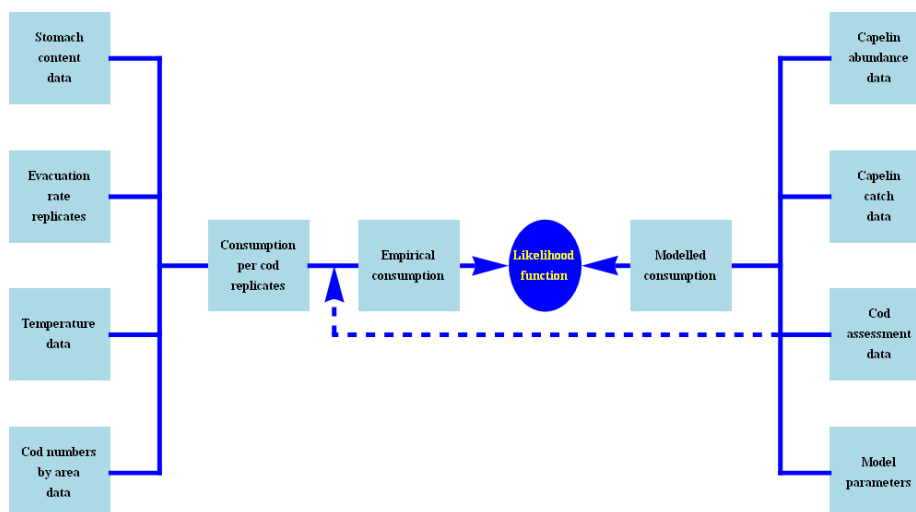 Stomach
content
data
Evacuation
rate
replicates
Temperature
data
Cod numbers
by area
data
Consumption
per cod
replicates
Empirical
consumption
Likelihood
function
Modelled
consumption
Capelin
abundance
data
Capelin
catch
data
Cod
assessment
data
Model
parameters